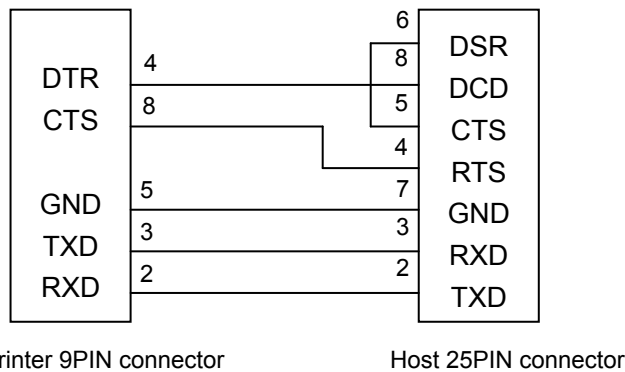 6
DSR
8
DTR 4 DCD
5
CTS 8 CTS
4
RTS
GND 5 7 GND
TXD 3 3 RXD
RXD 2 2 TXD
rinter 9PIN connector Host 25PIN connector